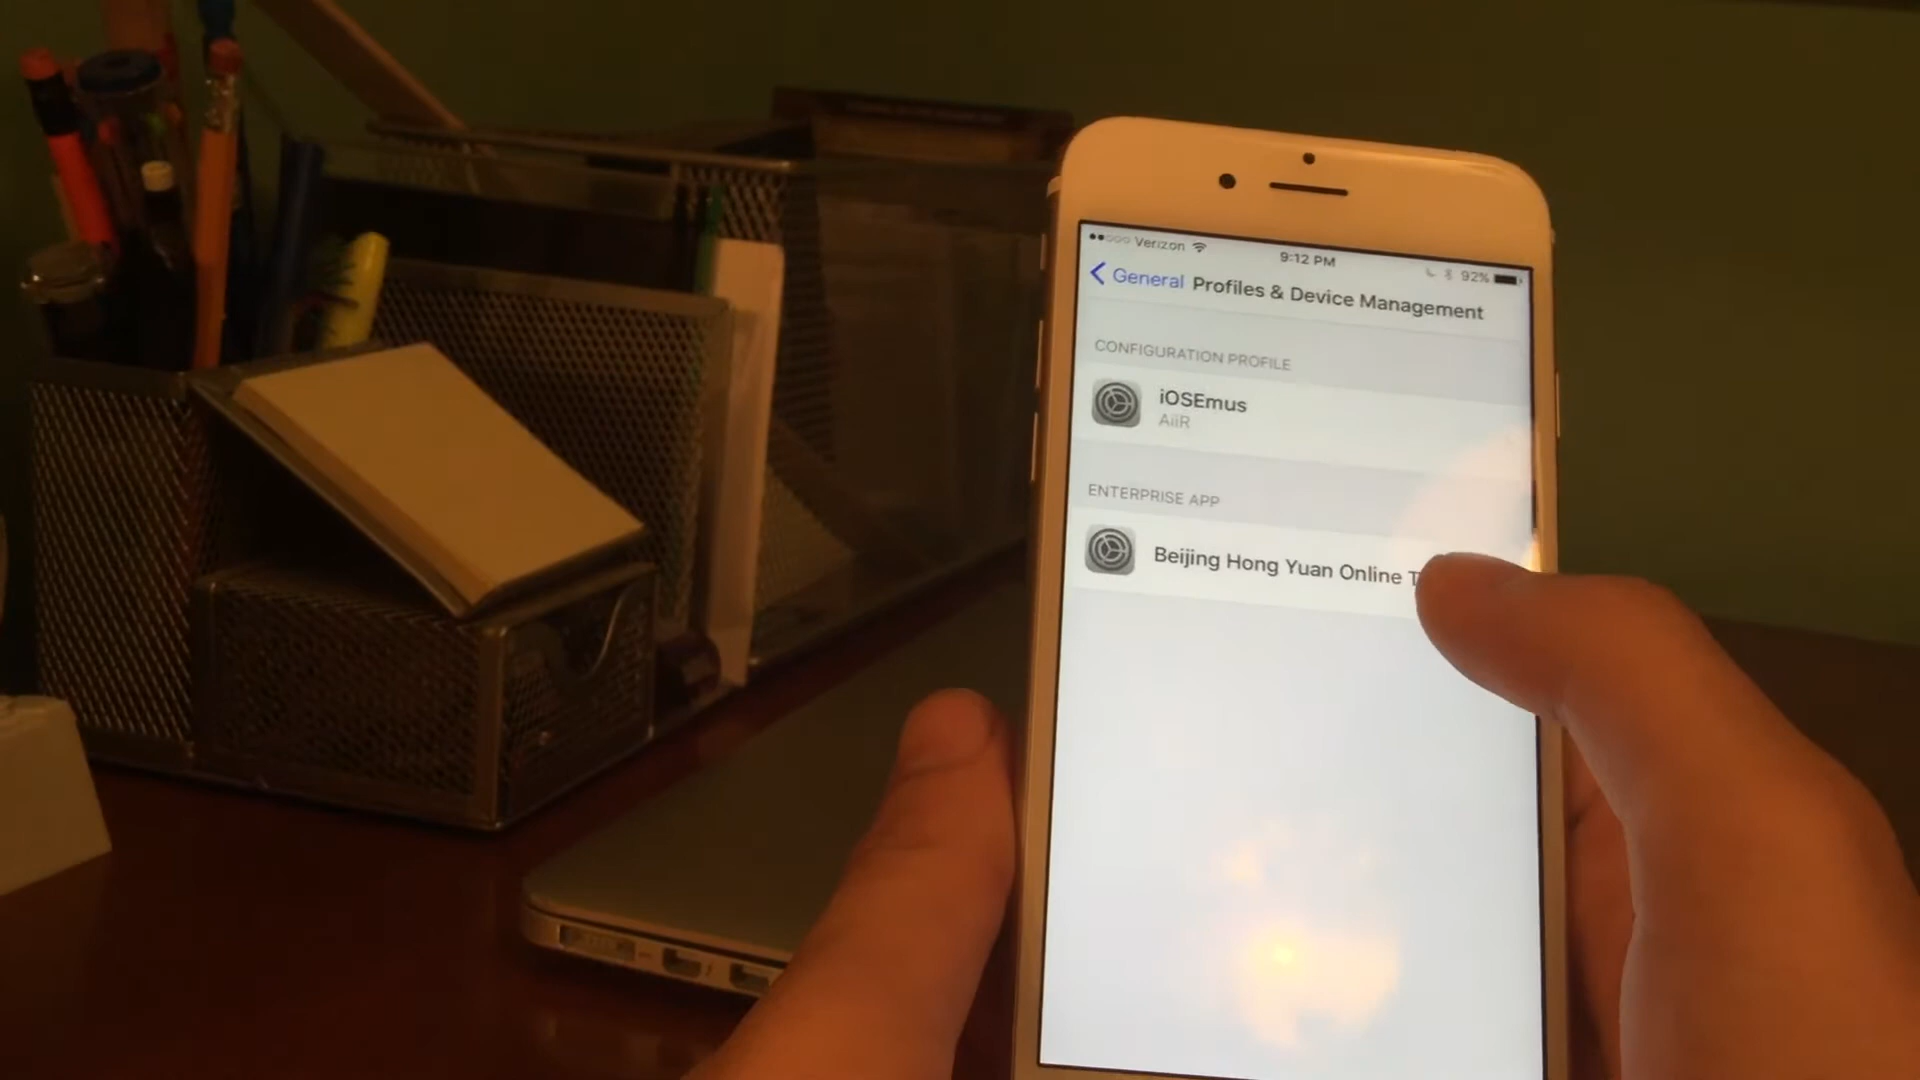 Verizon
9:12 PM
92%
General
Profiles & Device Management
CONFIGURATION PROFILE
iOSEmus
AiiR
ENTERPRISE APP
Beijing Hong Yuan Online T